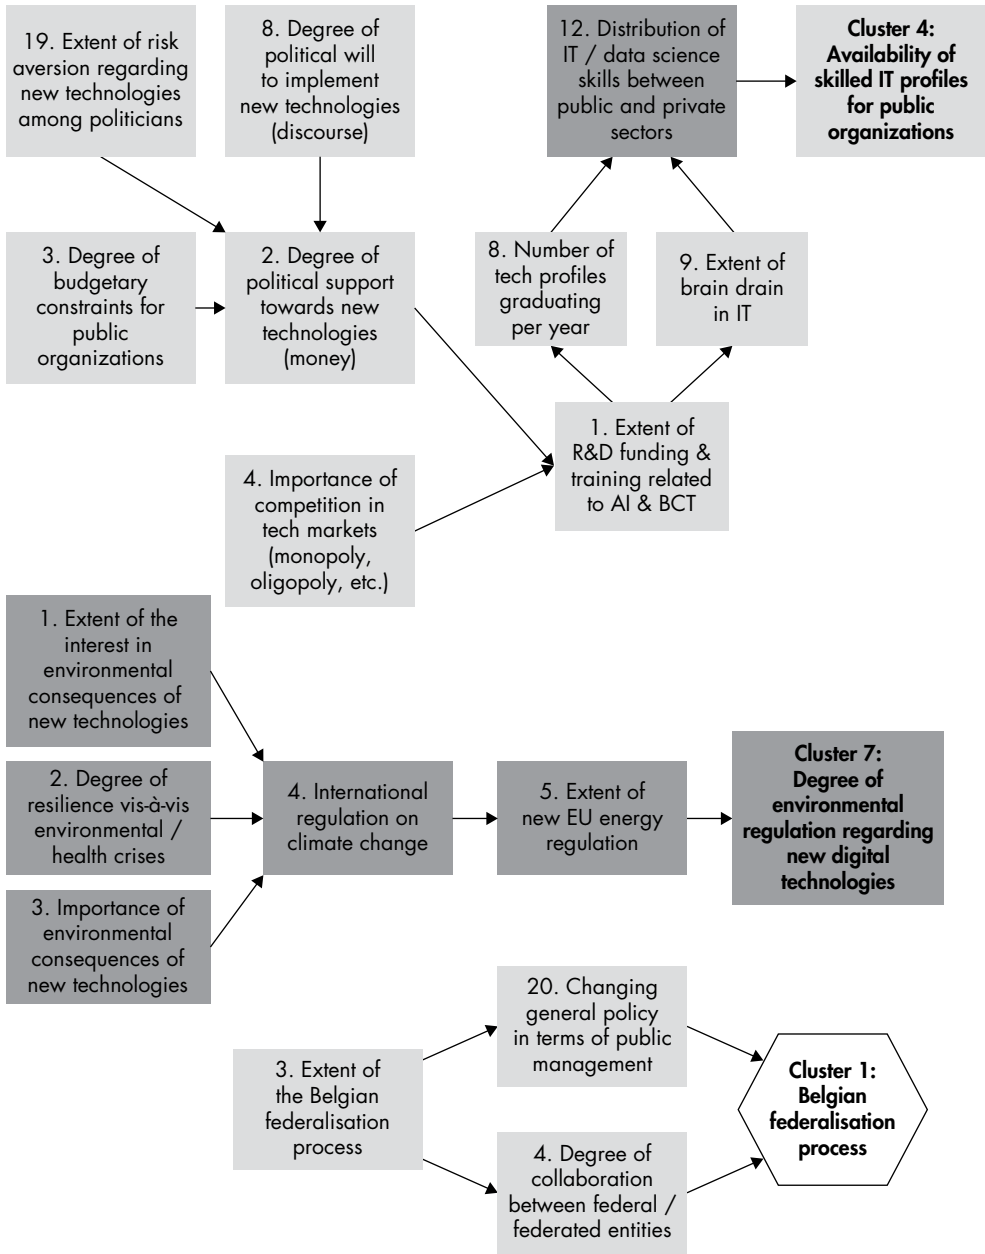 19. Extent of risk
aversion regarding
new technologies
among politicians
8. Degree of
political will
to implement
new technologies
(discourse)
12. Distribution of
IT / data science
skills between
public and private
sectors
Cluster 4:
Availability of
skilled IT profiles
for public
organizations
3. Degree of
budgetary
constraints for
public
organizations
2. Degree of
political support
towards new
technologies
(money)
8. Number of
tech profiles
graduating
per year
9. Extent of
brain drain
in IT
1. Extent of
R&D funding &
training related
to AI & BCT
4. Importance of
competition in
tech markets
(monopoly,
oligopoly, etc.)
1. Extent of the
interest in
environmental
consequences of
new technologies
2. Degree of
resilience vis-à-vis
environmental /
health crises
3. Importance of
environmental
consequences of
new technologies
4. International
regulation on
climate change
5. Extent of
new EU energy
regulation
Cluster 7:
Degree of
environmental
regulation regarding
new digital
technologies
20. Changing
general policy
in terms of public
management
3. Extent of
the Belgian
federalisation
process
4. Degree of
collaboration
between federal /
federated entities
Cluster 1:
Belgian
federalisation
process